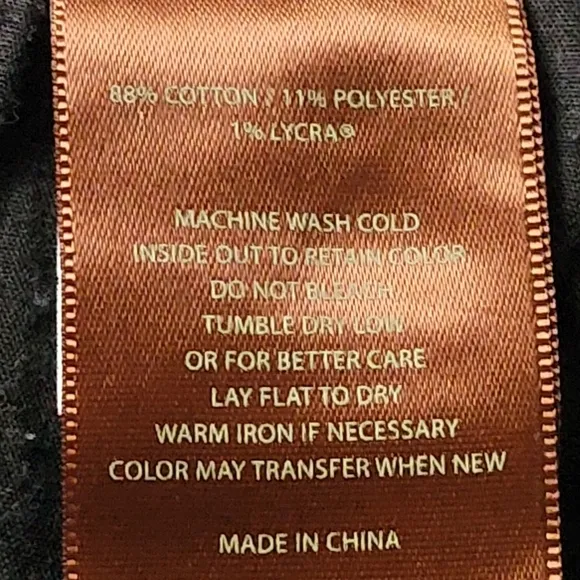 88% COTTON / 11% POLYESTER /
1% LYCRA®
MACHINE WASH COLD
INSIDE OUT TO RETAIN COLOR
DO NOT BLEACH
TUMBLE DRY LOW
OR FOR BETTER CARE
LAY FLAT TO DRY
WARM IRON IF NECESSARY
COLOR MAY TRANSFER WHEN NEW
MADE IN CHINA